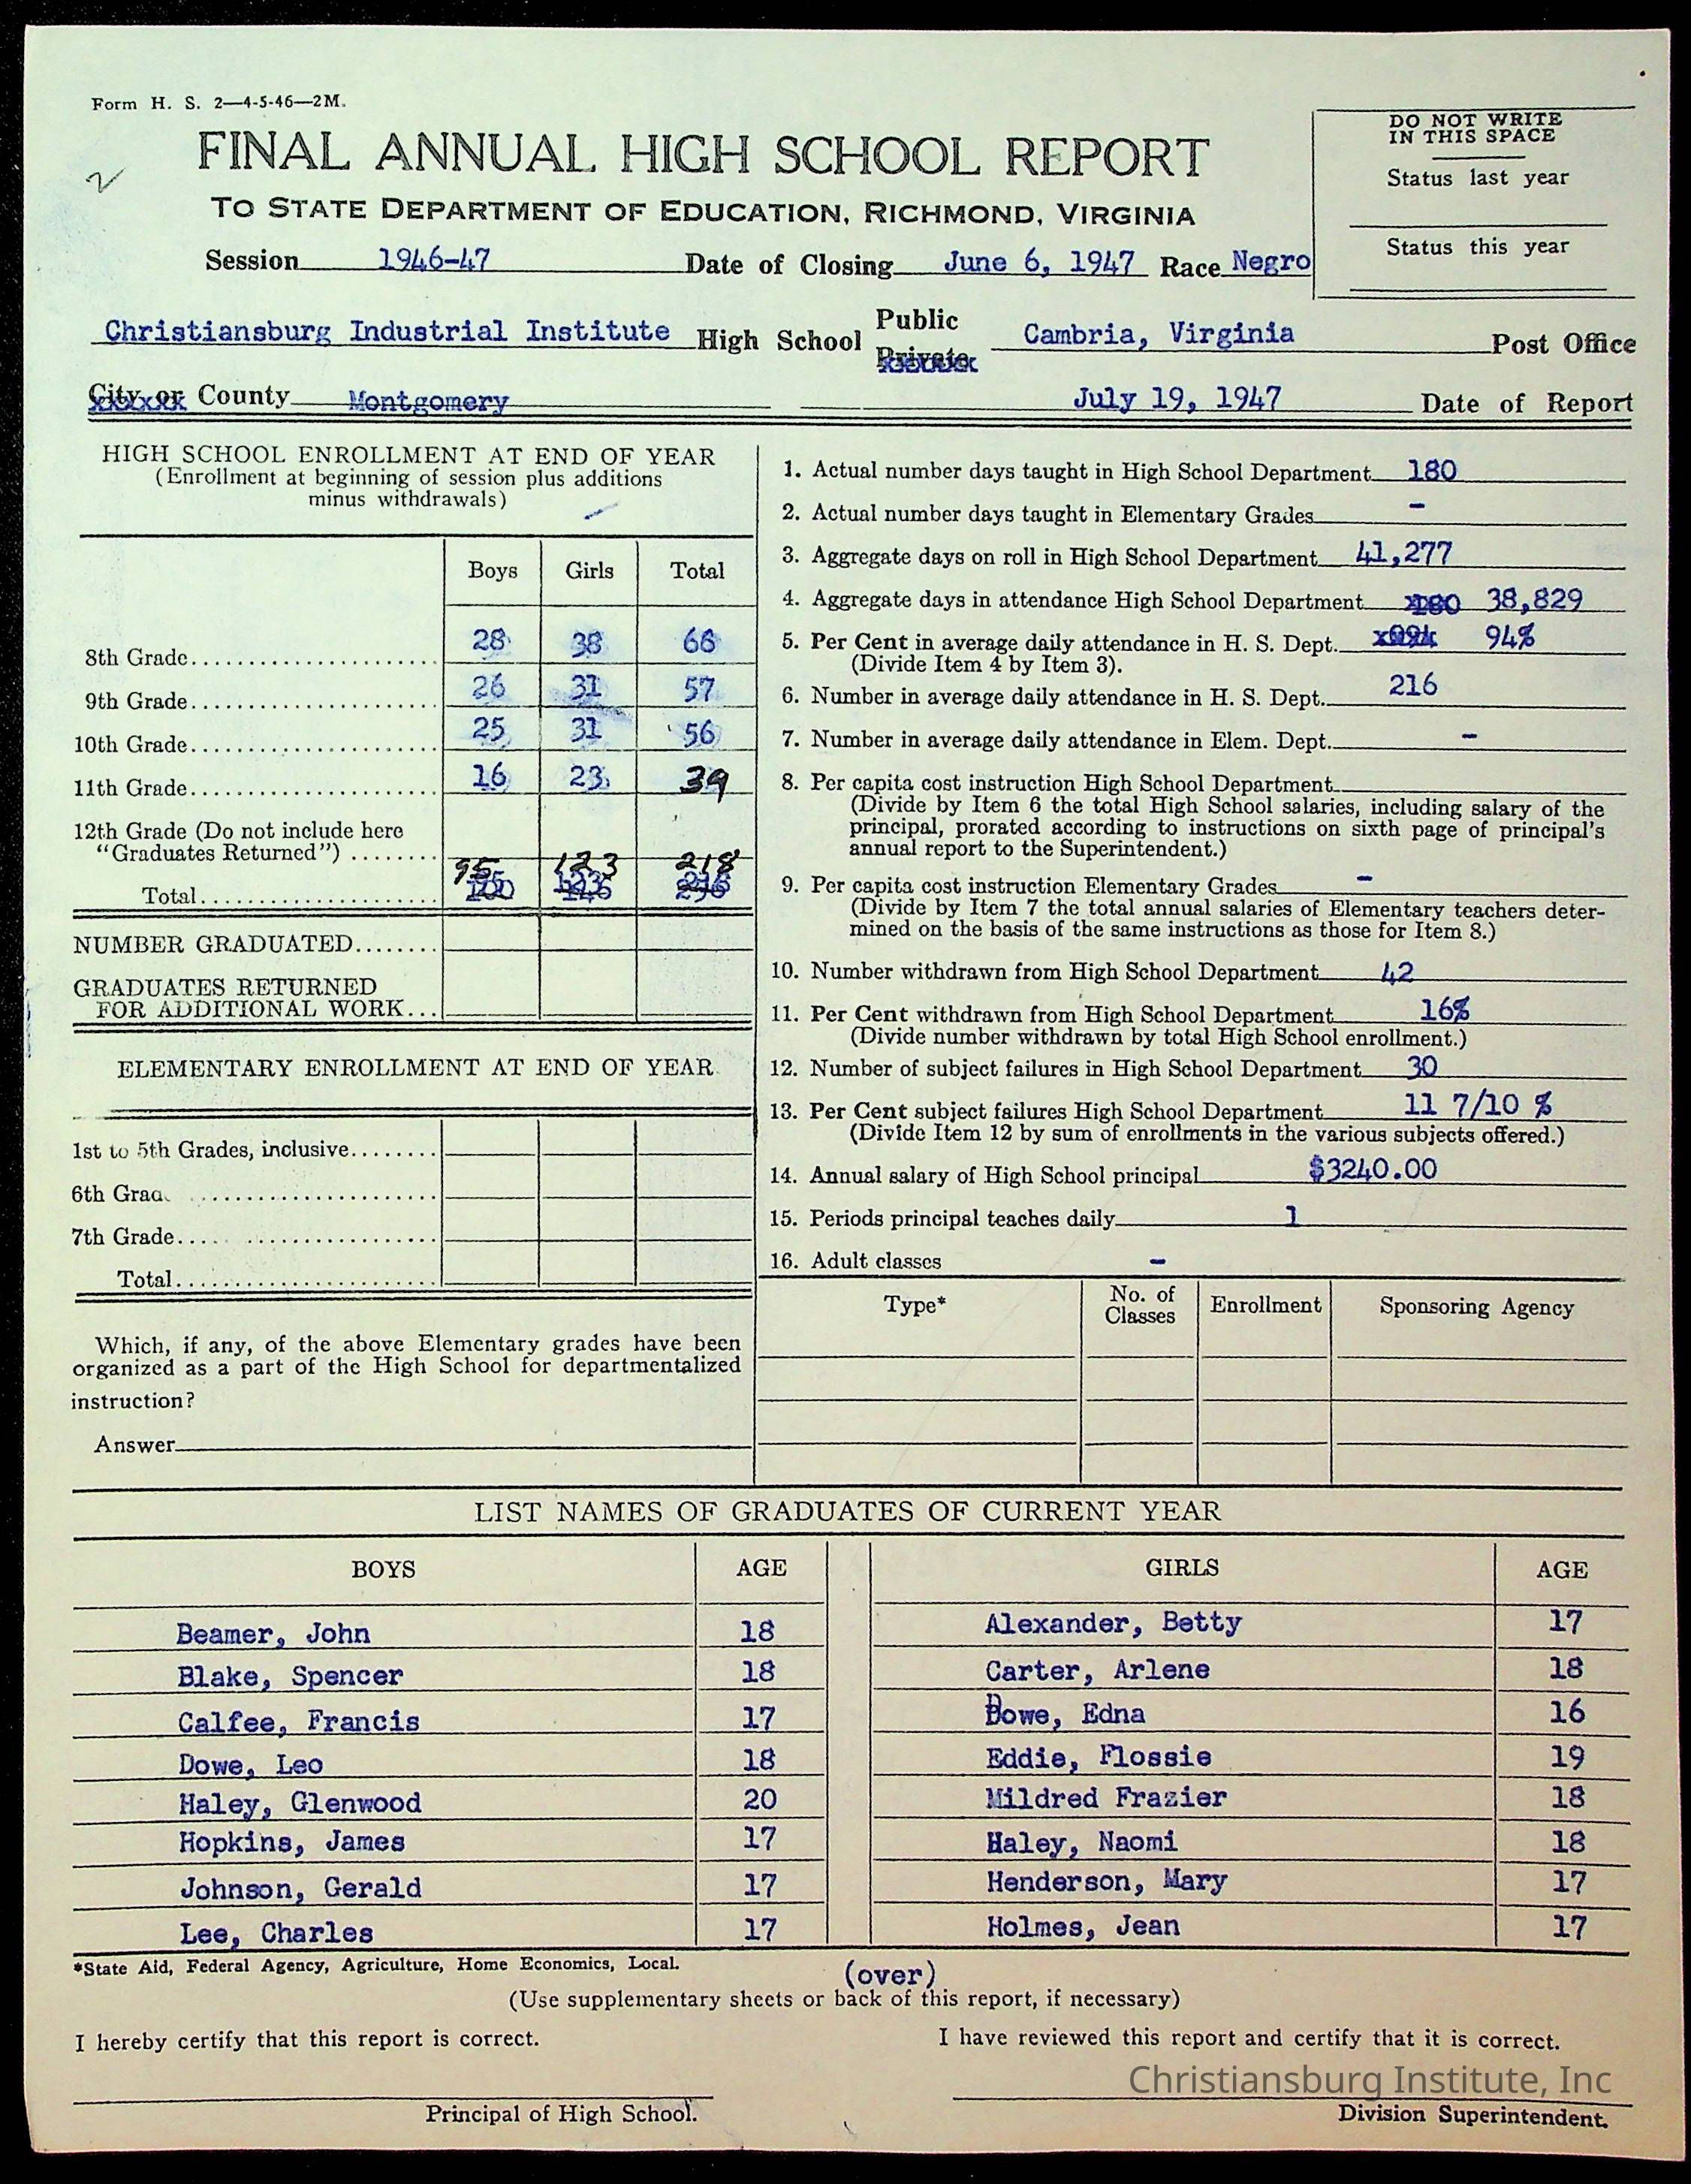 Form H. S. 2—4-5-46—2M.
DO NOT WRITE
IN THIS SPACE
Status last year
Status this year
2
FINAL ANNUAL HIGH SCHOOL REPORT
TO STATE DEPARTMENT OF EDUCATION, RICHMOND, VIRGINIA
Session 1946-47 Date of Closing June 6, 1947 Race Negro
Christiansburg Industrial Institute High School Public Private Cambria, Virginia Post Office
City or County Montgomery July 19, 1947 Date of Report
HIGH SCHOOL ENROLLMENT AT END OF YEAR
(Enrollment at beginning of session plus additions
minus withdrawals)
Boys Girls Total
8th Grade 28 38 66
9th Grade 26 31 57
10th Grade 25 31 56
11th Grade 16 23 39
12th Grade (Do not include here
"Graduates Returned")
95 123 218
Total
NUMBER GRADUATED
GRADUATES RETURNED
FOR ADDITIONAL WORK
ELEMENTARY ENROLLMENT AT END OF YEAR
1st to 5th Grades, inclusive
6th Grad
7th Grade
Total
Which, if any, of the above Elementary grades have been
organized as a part of the High School for departmentalized
instruction?
Answer
1. Actual number days taught in High School Department 180
2. Actual number days taught in Elementary Grades -
3. Aggregate days on roll in High School Department 41,277
4. Aggregate days in attendance High School Department 38,829
5. Per Cent in average daily attendance in H. S. Dept. 94%
(Divide Item 4 by Item 3).
6. Number in average daily attendance in H. S. Dept. 216
7. Number in average daily attendance in Elem. Dept. -
8. Per capita cost instruction High School Department
(Divide by Item 6 the total High School salaries, including salary of the
principal, prorated according to instructions on sixth page of principal's
annual report to the Superintendent.)
9. Per capita cost instruction Elementary Grades -
(Divide by Item 7 the total annual salaries of Elementary teachers deter-
mined on the basis of the same instructions as those for Item 8.)
10. Number withdrawn from High School Department 42
11. Per Cent withdrawn from High School Department 16%
(Divide number withdrawn by total High School enrollment.)
12. Number of subject failures in High School Department 30
13. Per Cent subject failures High School Department 11 7/10 %
(Divide Item 12 by sum of enrollments in the various subjects offered.)
14. Annual salary of High School principal $3240.00
15. Periods principal teaches daily 1
16. Adult classes -
Type* No. of Classes Enrollment Sponsoring Agency
LIST NAMES OF GRADUATES OF CURRENT YEAR
BOYS AGE GIRLS AGE
Beamer, John 18 Alexander, Betty 17
Blake, Spencer 18 Carter, Arlene 18
Calfee, Francis 17 Dowe, Edna 16
Dowe, Leo 18 Eddie, Flossie 19
Haley, Glenwood 20 Mildred Frazier 18
Hopkins, James 17 Haley, Naomi 18
Johnson, Gerald 17 Henderson, Mary 17
Lee, Charles 17 Holmes, Jean 17
*State Aid, Federal Agency, Agriculture, Home Economics, Local.
(over)
(Use supplementary sheets or back of this report, if necessary)
I hereby certify that this report is correct. I have reviewed this report and certify that it is correct.
Christiansburg Institute, Inc
Principal of High School. Division Superintendent.